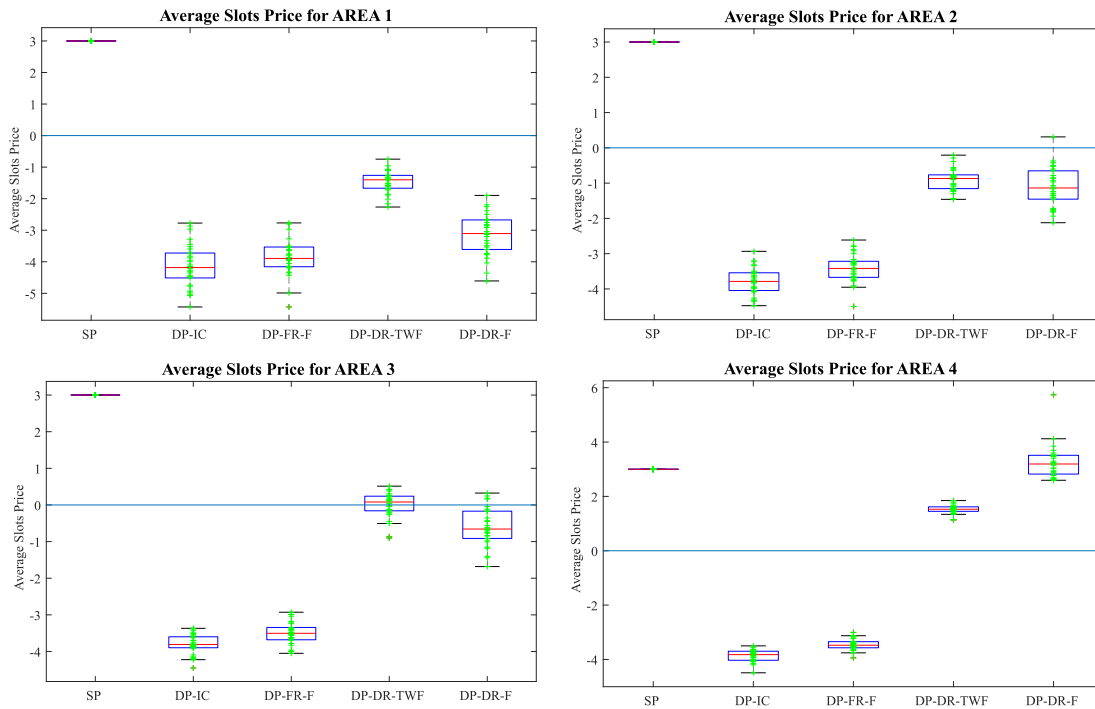 Average Slots Price for AREA 1
Average Slots Price
3
2
1
0
-1
-2
-3
-4
-5
SP DP-IC DP-FR-F DP-DR-TWF DP-DR-F
Average Slots Price for AREA 2
Average Slots Price
3
2
1
0
-1
-2
-3
-4
SP DP-IC DP-FR-F DP-DR-TWF DP-DR-F
Average Slots Price for AREA 3
Average Slots Price
3
2
1
0
-1
-2
-3
-4
SP DP-IC DP-FR-F DP-DR-TWF DP-DR-F
Average Slots Price for AREA 4
Average Slots Price
6
4
2
0
-2
-4
SP DP-IC DP-FR-F DP-DR-TWF DP-DR-F